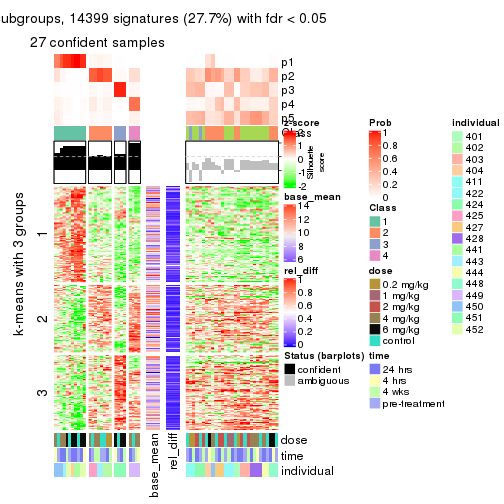 ubgroups, 14399 signatures (27.7%) with fdr < 0.05
27 confident samples
p1
p2
p3
p4
p5
Class
z-score
2
1
0
-1
-2
Silhouette
score
k-means with 3 groups
1
2
3
base_mean
14
12
10
8
6
rel_diff
1
0.8
0.6
0.4
0.2
0
Status (barplots)
confident
ambiguous
Prob
1
0.8
0.6
0.4
0.2
0
Class
1
2
3
4
dose
0.2 mg/kg
1 mg/kg
2 mg/kg
4 mg/kg
6 mg/kg
control
time
24 hrs
4 hrs
4 wks
pre-treatment
individual
401
402
403
404
411
422
424
425
427
428
441
443
444
448
449
450
451
452
dose
time
individual
base_mean
rel_diff